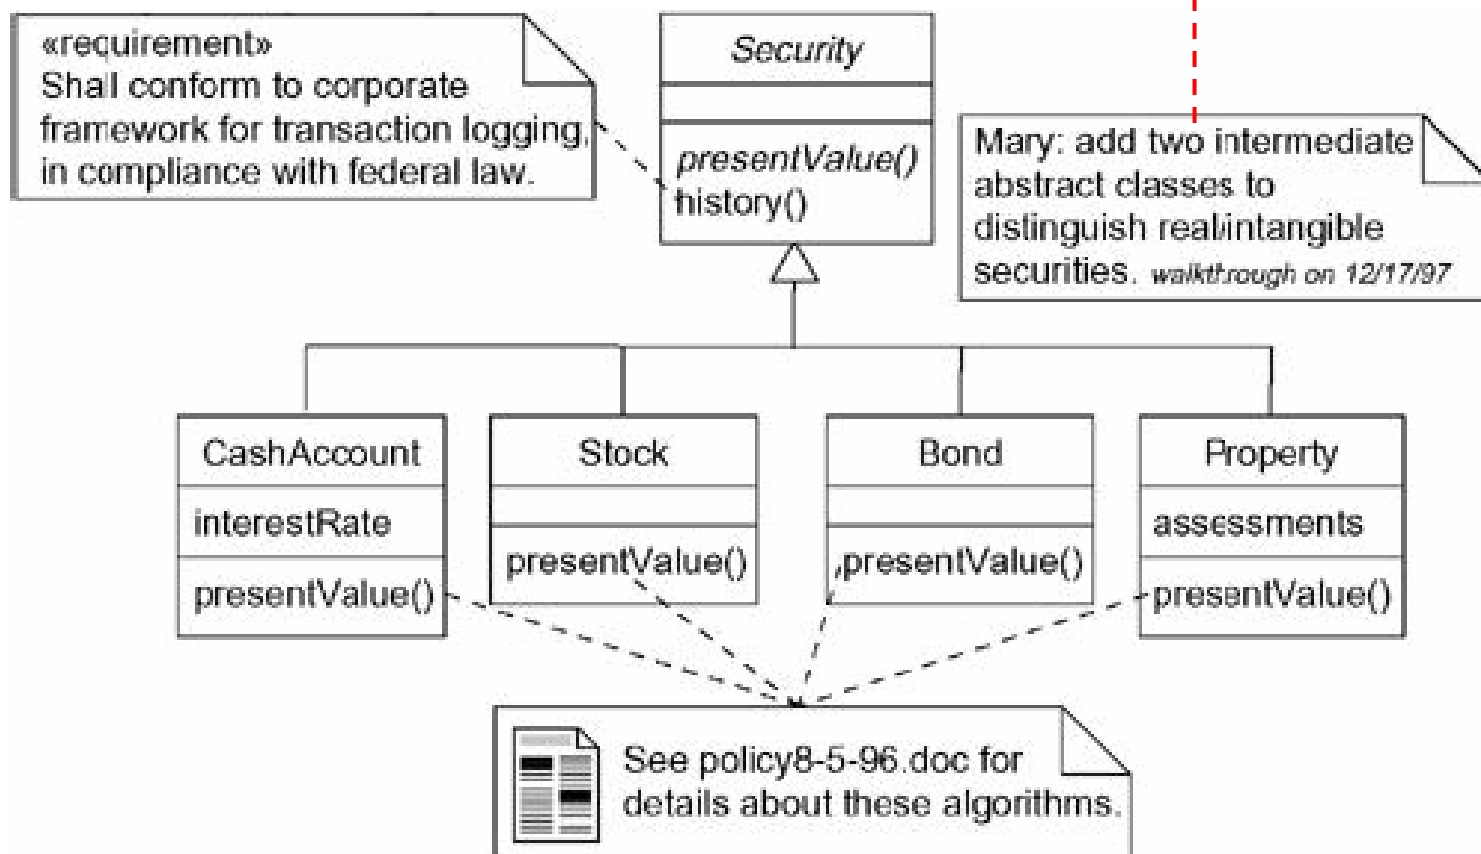 «requirement»
Shall conform to corporate
framework for transaction logging,
in compliance with federal law.
Security
presentValue()
history()
Mary: add two intermediate
abstract classes to
distinguish real/intangible
securities. walkthrough on 12/17/97
CashAccount
interestRate
presentValue()
Stock
presentValue()
Bond
presentValue()
Property
assessments
presentValue()
See policy8-5-96.doc for
details about these algorithms.